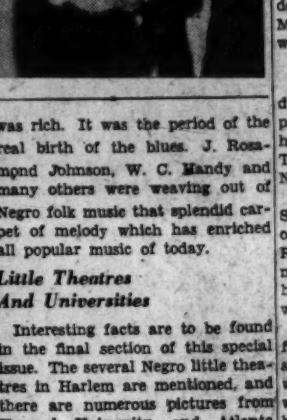 was rich. It was the period of the
real birth of the blues. J. Rosa-
mond Johnson, W. C. Handy and
many others were weaving out of
Negro folk music that splendid car-
pet of melody which has enriched
all popular music of today.
Little Theatres
And Universities
Interesting facts are to be found
in the final section of this special
issue. The several Negro little thea-
tres in Harlem are mentioned, and
there are numerous pictures from